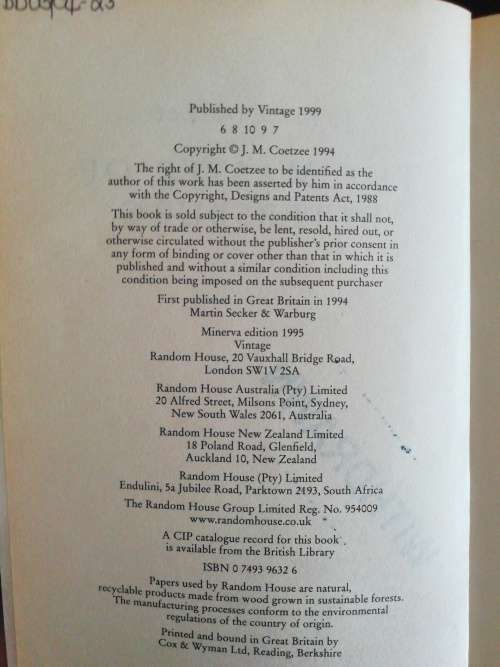 Published by Vintage 1999
6 8 10 9 7
Copyright © J. M. Coetzee 1994
The right of J. M. Coetzee to be identified as the
author of this work has been asserted by him in accordance
with the Copyright, Designs and Patents Act, 1988
This book is sold subject to the condition that it shall not,
by way of trade or otherwise, be lent, resold, hired out, or
otherwise circulated without the publisher's prior consent in
any form of binding or cover other than that in which it is
published and without a similar condition including this
condition being imposed on the subsequent purchaser
First published in Great Britain in 1994
Martin Secker & Warburg
Minerva edition 1995
Vintage
Random House, 20 Vauxhall Bridge Road,
London SW1V 2SA
Random House Australia (Pty) Limited
20 Alfred Street, Milsons Point, Sydney,
New South Wales 2061, Australia
Random House New Zealand Limited
18 Poland Road, Glenfield,
Auckland 10, New Zealand
Random House (Pty) Limited
Endulini, 5a Jubilee Road, Parktown 2193, South Africa
The Random House Group Limited Reg. No. 954009
www.randomhouse.co.uk
A CIP catalogue record for this book
is available from the British Library
ISBN 0 7493 9632 6
Papers used by Random House are natural,
recyclable products made from wood grown in sustainable forests.
The manufacturing processes conform to the environmental
regulations of the country of origin.
Printed and bound in Great Britain by
Cox & Wyman Ltd, Reading, Berkshire